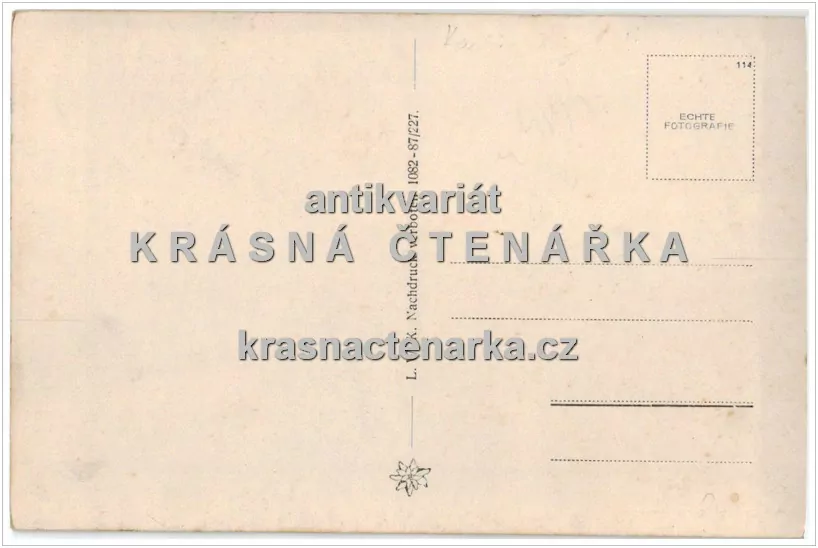 114
ECHTE
FOTOGRAFIE
L. K. Nachdruck verboten 1082-87/227.
antikvariát
KRÁSNÁ ČTENÁŘKA
krasnactenarka.cz